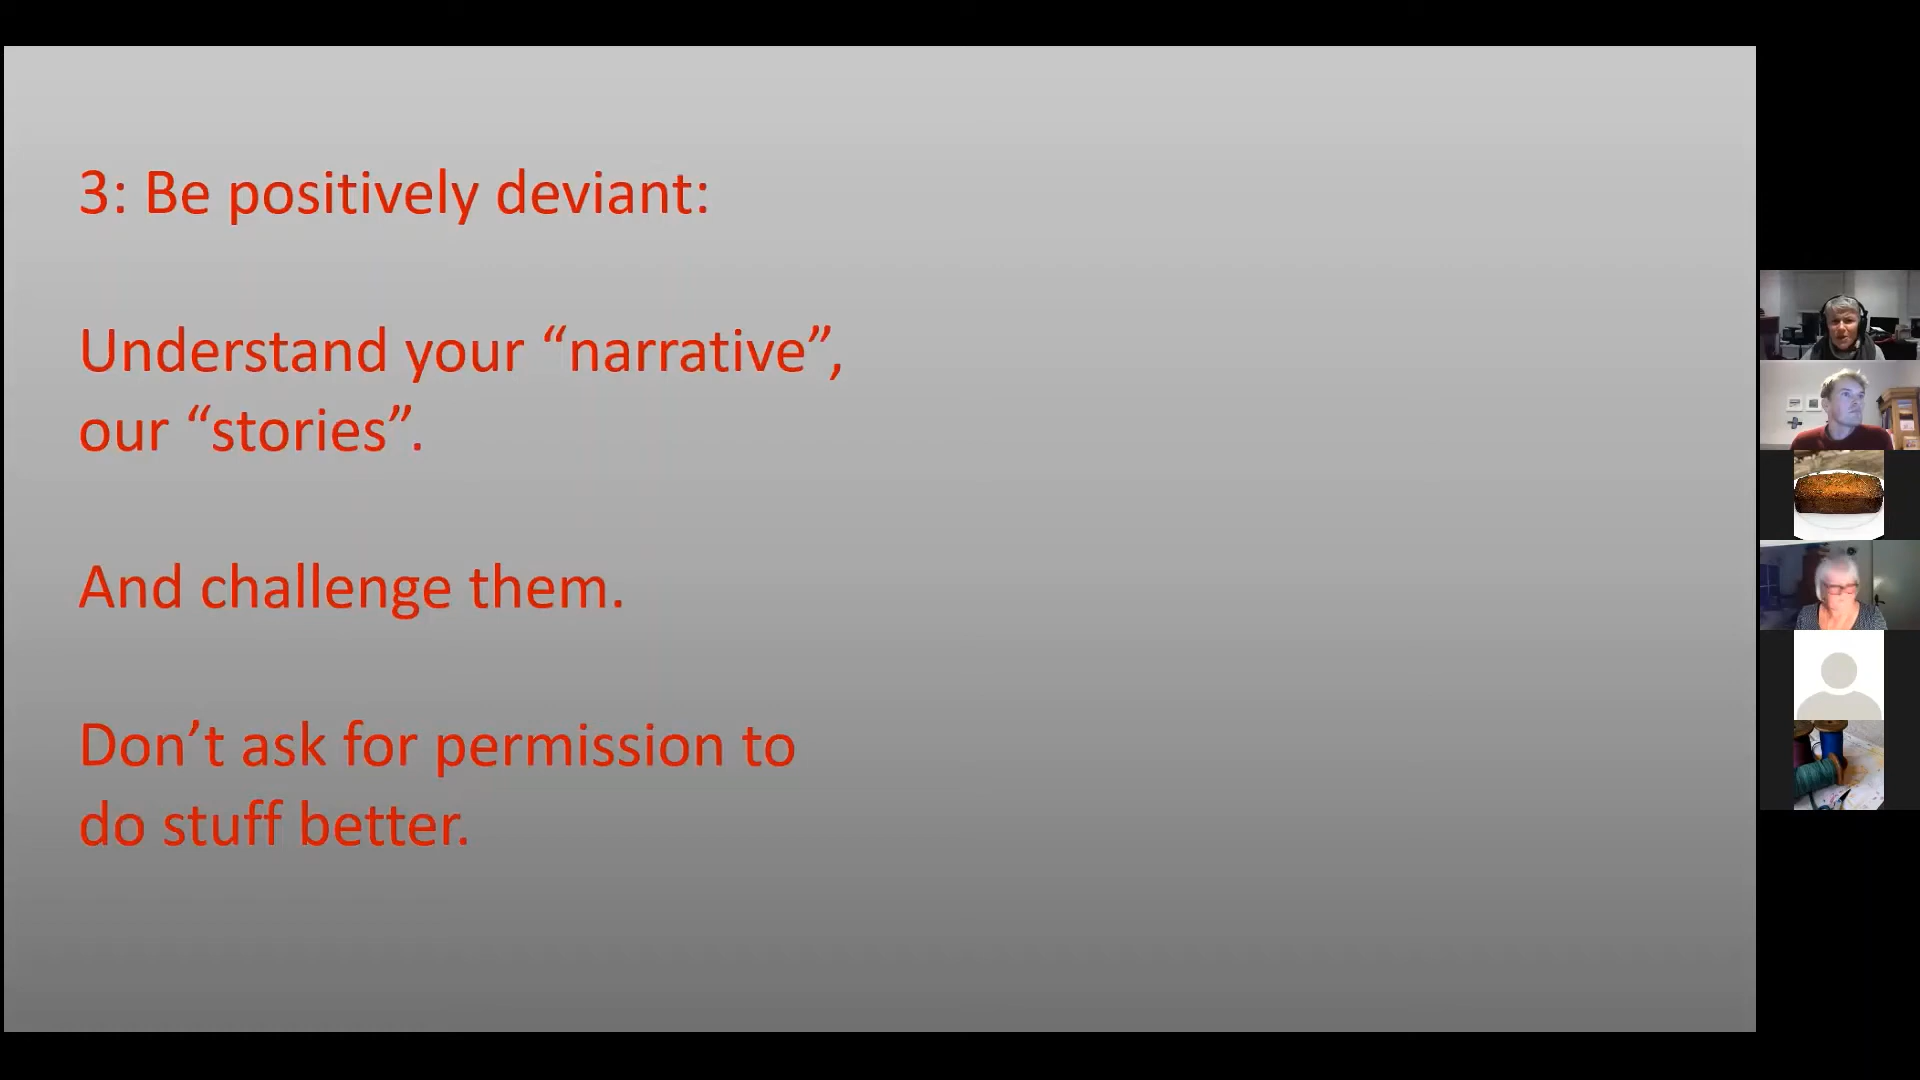 3: Be positively deviant:
Understand your “narrative”,
our “stories”.
And challenge them.
Don’t ask for permission to
do stuff better.